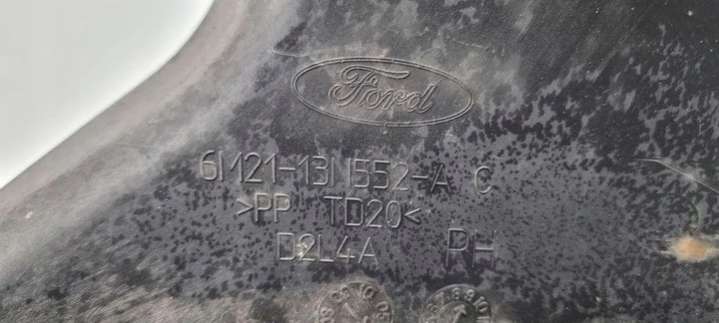 Ford
6M21-13N552-A C
>PP TD20<
D2L4A RH